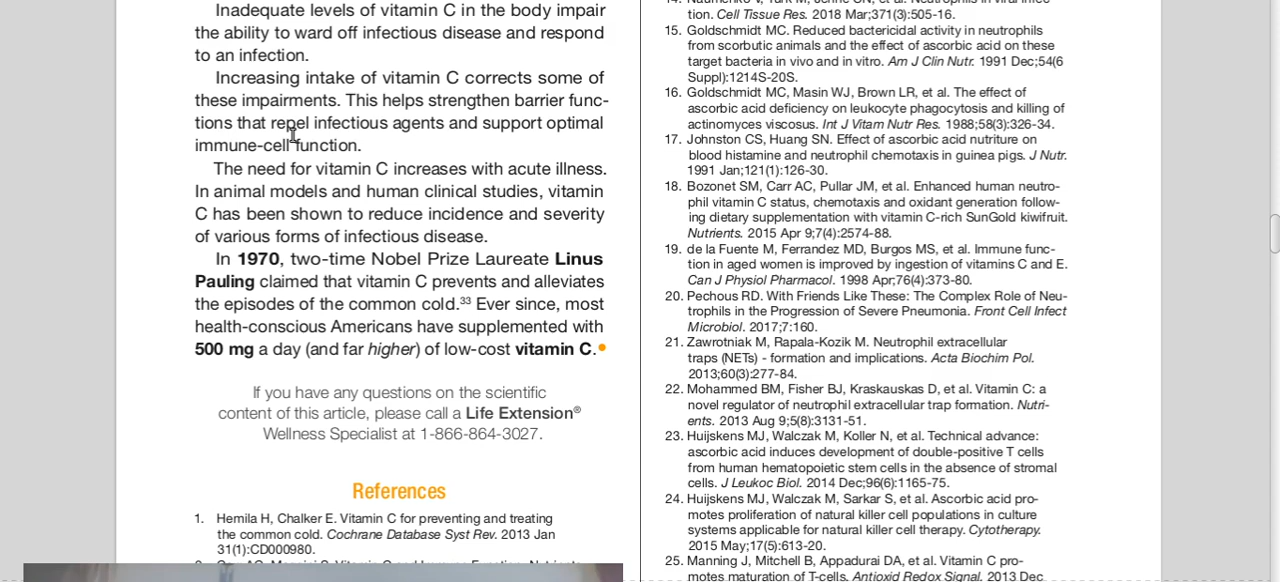 Inadequate levels of vitamin C in the body impair
the ability to ward off infectious disease and respond
to an infection.
Increasing intake of vitamin C corrects some of
these impairments. This helps strengthen barrier func-
tions that repel infectious agents and support optimal
immune-cell function.
The need for vitamin C increases with acute illness.
In animal models and human clinical studies, vitamin
C has been shown to reduce incidence and severity
of various forms of infectious disease.
In 1970, two-time Nobel Prize Laureate Linus
Pauling claimed that vitamin C prevents and alleviates
the episodes of the common cold.33 Ever since, most
health-conscious Americans have supplemented with
500 mg a day (and far higher) of low-cost vitamin C.
If you have any questions on the scientific
content of this article, please call a Life Extension®
Wellness Specialist at 1-866-864-3027.
References
1. Hemila H, Chalker E. Vitamin C for preventing and treating
the common cold. Cochrane Database Syst Rev. 2013 Jan
31(1):CD000980.
tion. Cell Tissue Res. 2018 Mar;371(3):505-16.
15. Goldschmidt MC. Reduced bactericidal activity in neutrophils
from scorbutic animals and the effect of ascorbic acid on these
target bacteria in vivo and in vitro. Am J Clin Nutr. 1991 Dec;54(6
Suppl):1214S-20S.
16. Goldschmidt MC, Masin WJ, Brown LR, et al. The effect of
ascorbic acid deficiency on leukocyte phagocytosis and killing of
actinomyces viscosus. Int J Vitam Nutr Res. 1988;58(3):326-34.
17. Johnston CS, Huang SN. Effect of ascorbic acid nutriture on
blood histamine and neutrophil chemotaxis in guinea pigs. J Nutr.
1991 Jan;121(1):126-30.
18. Bozonet SM, Carr AC, Pullar JM, et al. Enhanced human neutro-
phil vitamin C status, chemotaxis and oxidant generation follow-
ing dietary supplementation with vitamin C-rich SunGold kiwifruit.
Nutrients. 2015 Apr 9;7(4):2574-88.
19. de la Fuente M, Ferrandez MD, Burgos MS, et al. Immune func-
tion in aged women is improved by ingestion of vitamins C and E.
Can J Physiol Pharmacol. 1998 Apr;76(4):373-80.
20. Pechous RD. With Friends Like These: The Complex Role of Neu-
trophils in the Progression of Severe Pneumonia. Front Cell Infect
Microbiol. 2017;7:160.
21. Zawrotniak M, Rapala-Kozik M. Neutrophil extracellular
traps (NETs) - formation and implications. Acta Biochim Pol.
2013;60(3):277-84.
22. Mohammed BM, Fisher BJ, Kraskauskas D, et al. Vitamin C: a
novel regulator of neutrophil extracellular trap formation. Nutri-
ents. 2013 Aug 9;5(8):3131-51.
23. Huijskens MJ, Walczak M, Koller N, et al. Technical advance:
ascorbic acid induces development of double-positive T cells
from human hematopoietic stem cells in the absence of stromal
cells. J Leukoc Biol. 2014 Dec;96(6):1165-75.
24. Huijskens MJ, Walczak M, Sarkar S, et al. Ascorbic acid pro-
motes proliferation of natural killer cell populations in culture
systems applicable for natural killer cell therapy. Cytotherapy.
2015 May;17(5):613-20.
25. Manning J, Mitchell B, Appadurai DA, et al. Vitamin C pro-
motes maturation of T-cells. Antioxid Redox Signal. 2013 Dec